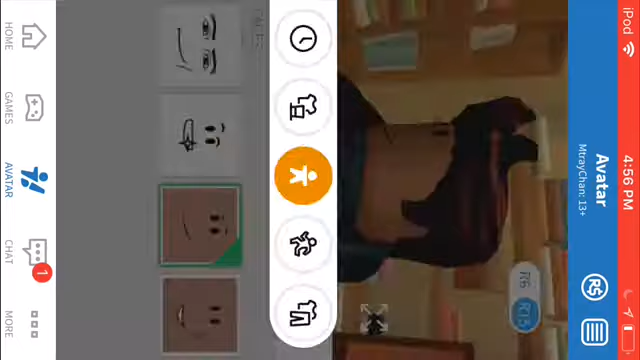 iPod
4:56 PM
Avatar
MtrayChan: 13+
R$
R6
R15
HOME
GAMES
AVATAR
CHAT
1
MORE